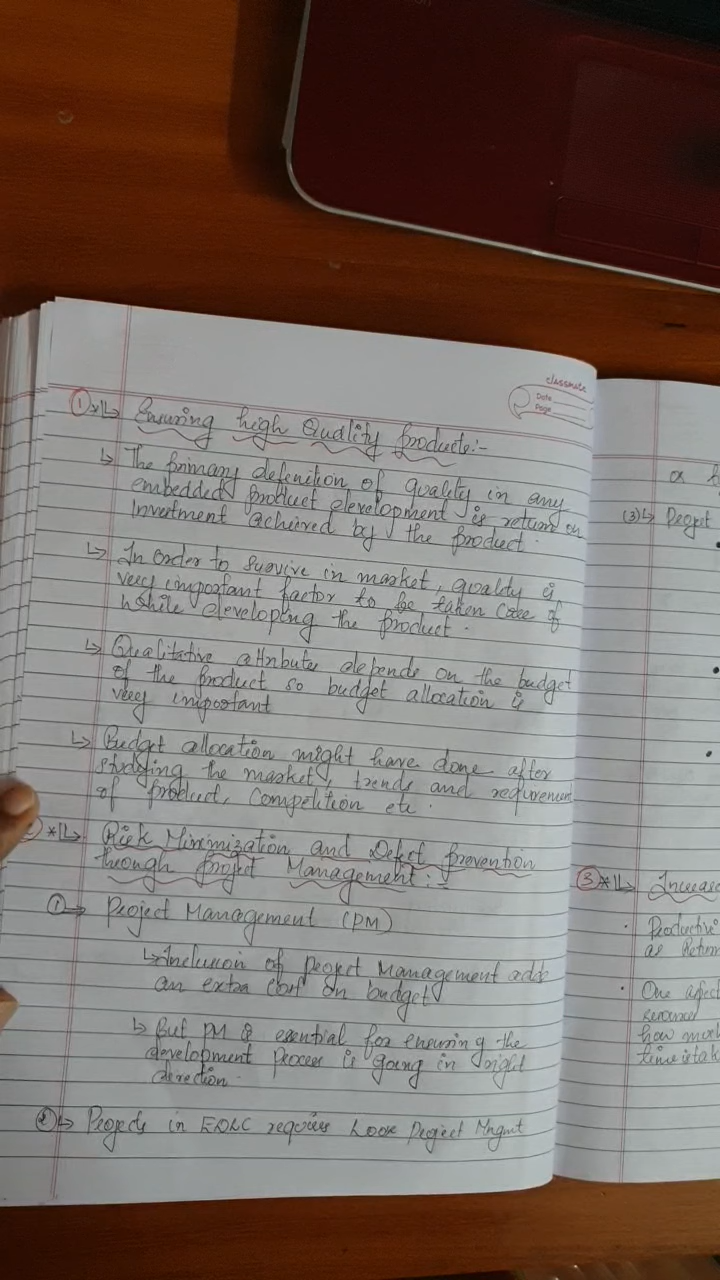 classmate
Date
Page
① *↳ Ensuring high Quality products:-
↳ The primary defenition of quality in any
embedded product development is return on
Investment achieved by the product.
↳ In order to survive in market, quality is
very important factor to be taken care of
while developing the product.
↳ Qualitative attributes depends on the budget
of the product so budget allocation is
very important
↳ Budget allocation might have done after
studying the market, trends and requirement
of product, Competition etc.
*↳ Risk Minimization and Defect prevention
through project Management:-
①→ Project Management (PM)
↳ Inclusion of project Management adds
an extra cost on budget
↳ But PM is essential for ensuring the
development process is going in right
direction.
②↳ Projects in EDLC requires Loose Project Mngmt
or
(3)↳ Project
③ *↳ Increase
• Productive
as Return
• One aspect
how much
time is tak